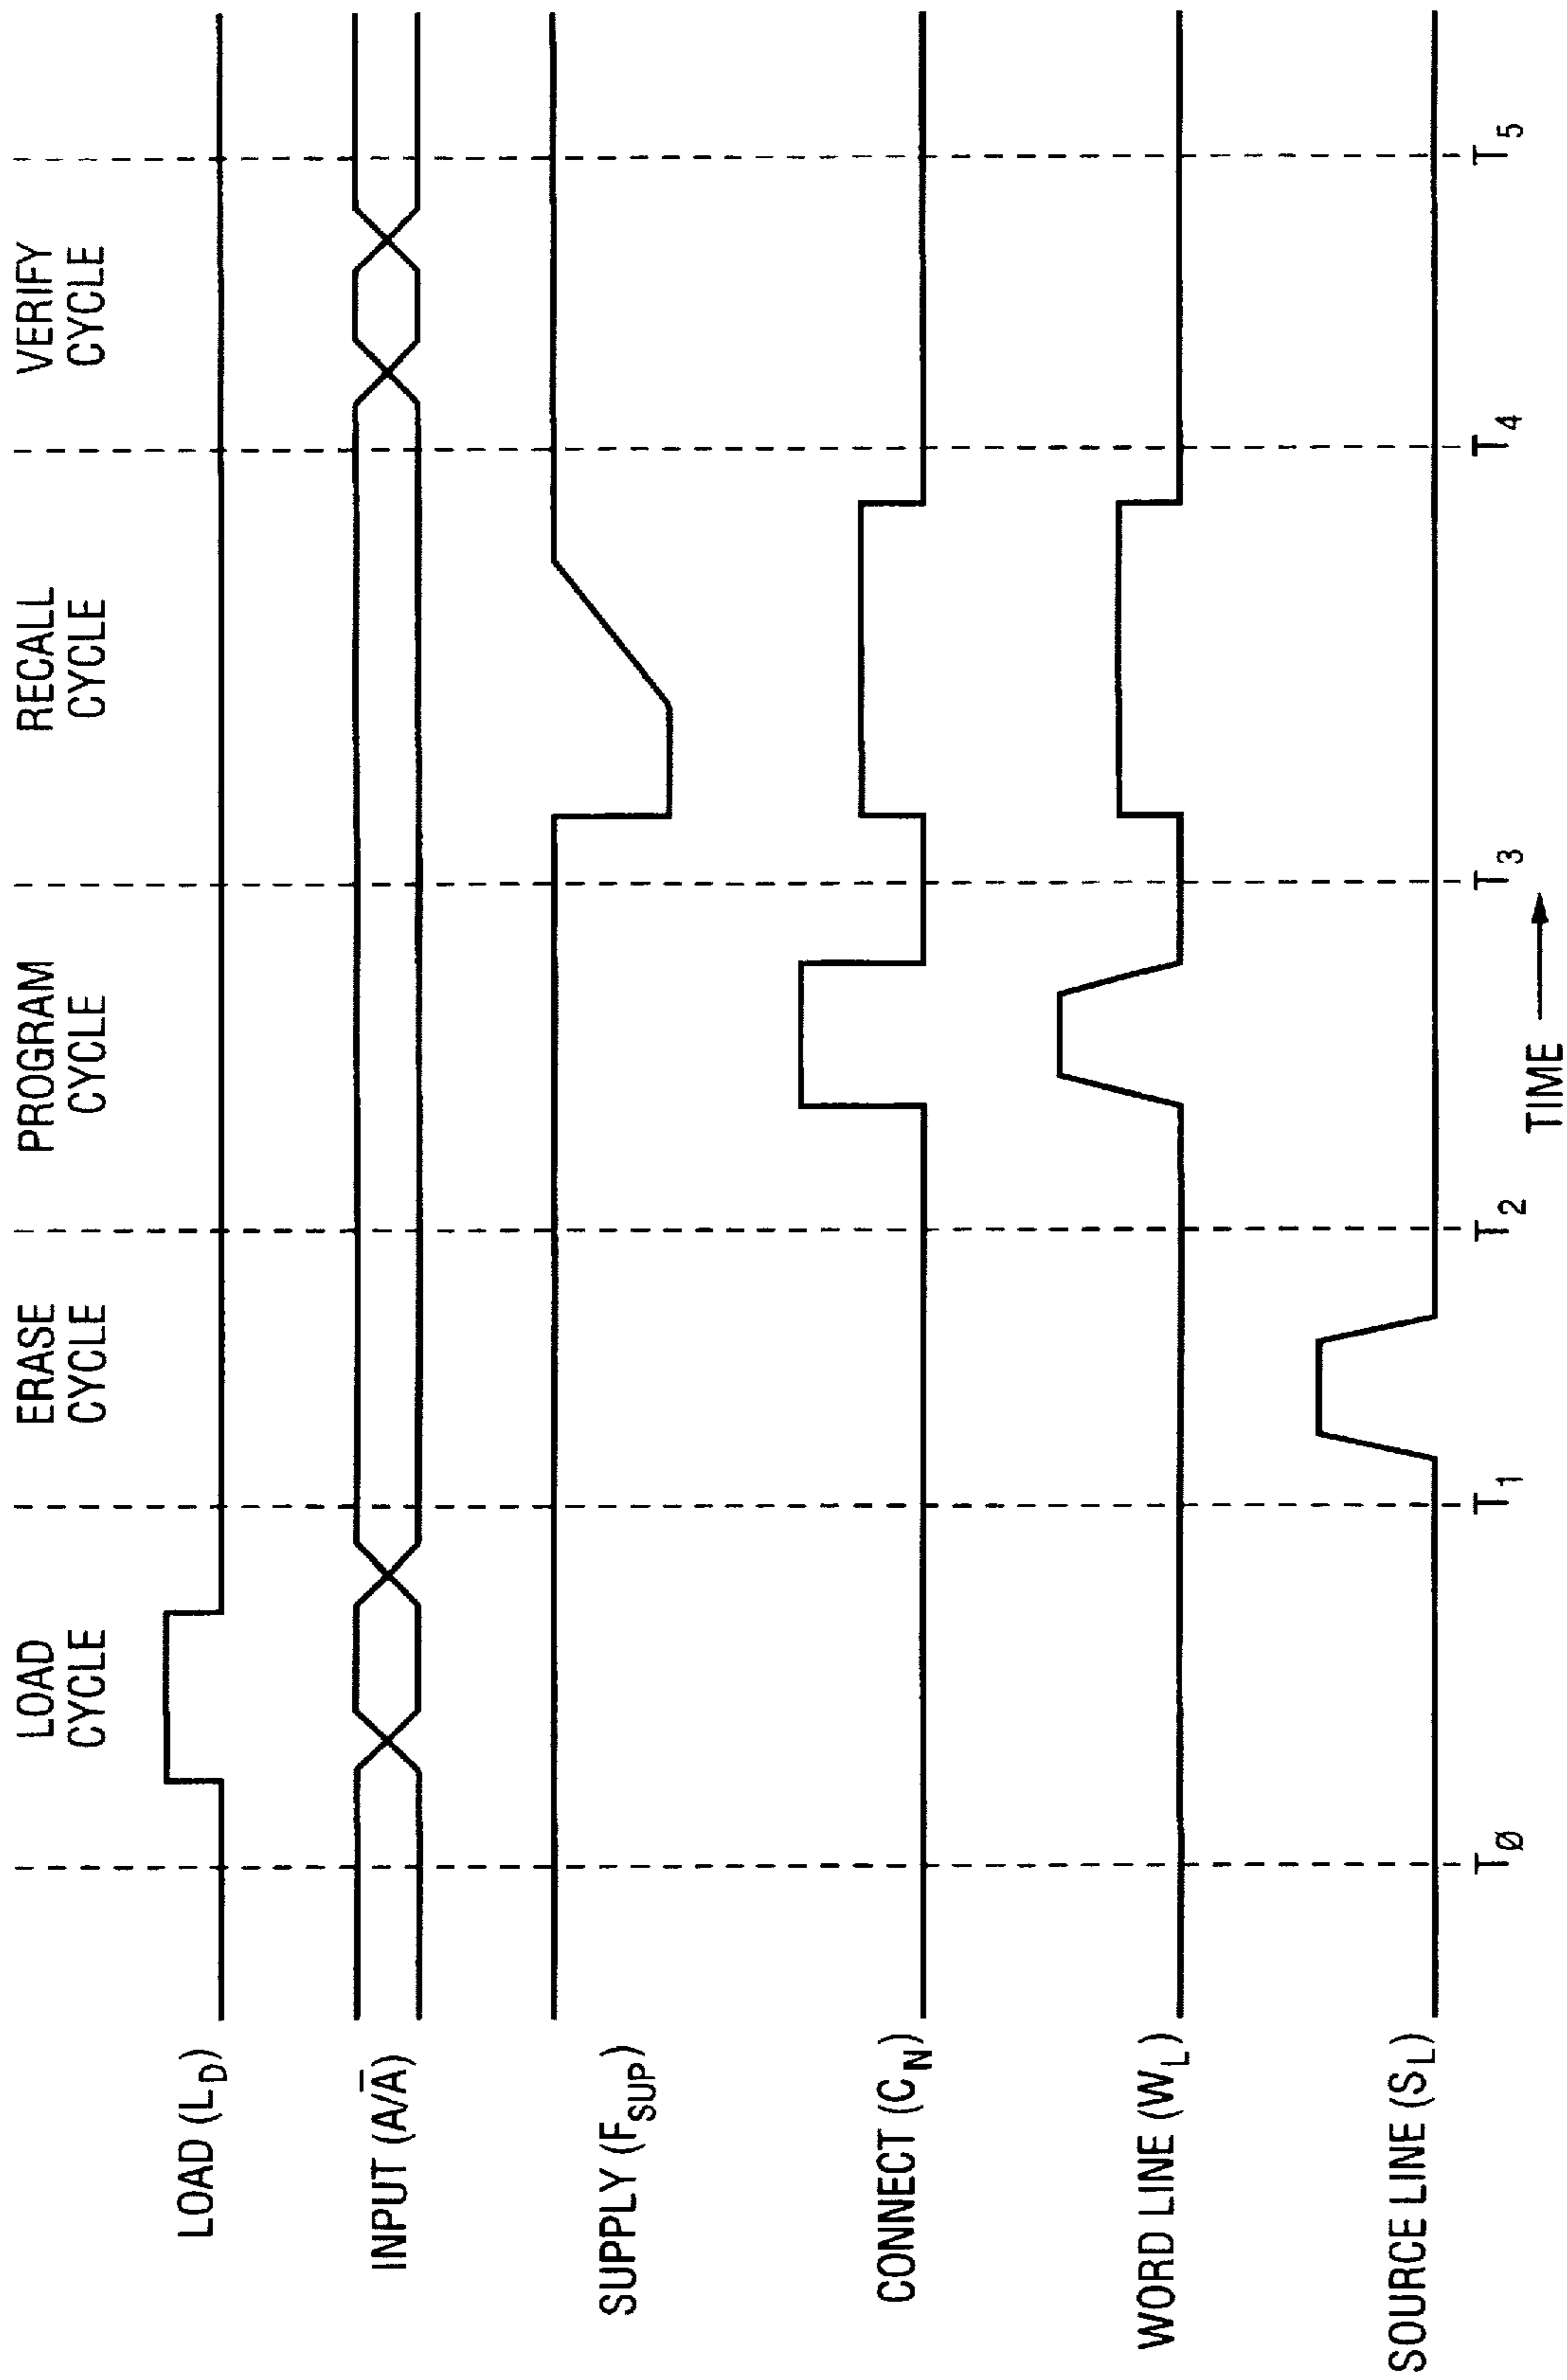 LOAD
CYCLE
ERASE
CYCLE
PROGRAM
CYCLE
RECALL
CYCLE
VERIFY
CYCLE
LOAD (L_D)
INPUT (A/Ā)
SUPPLY (F_SUP)
CONNECT (C_N)
WORD LINE (W_L)
SOURCE LINE (S_L)
T_Ø
T_1
T_2
T_3
T_4
T_5
TIME →